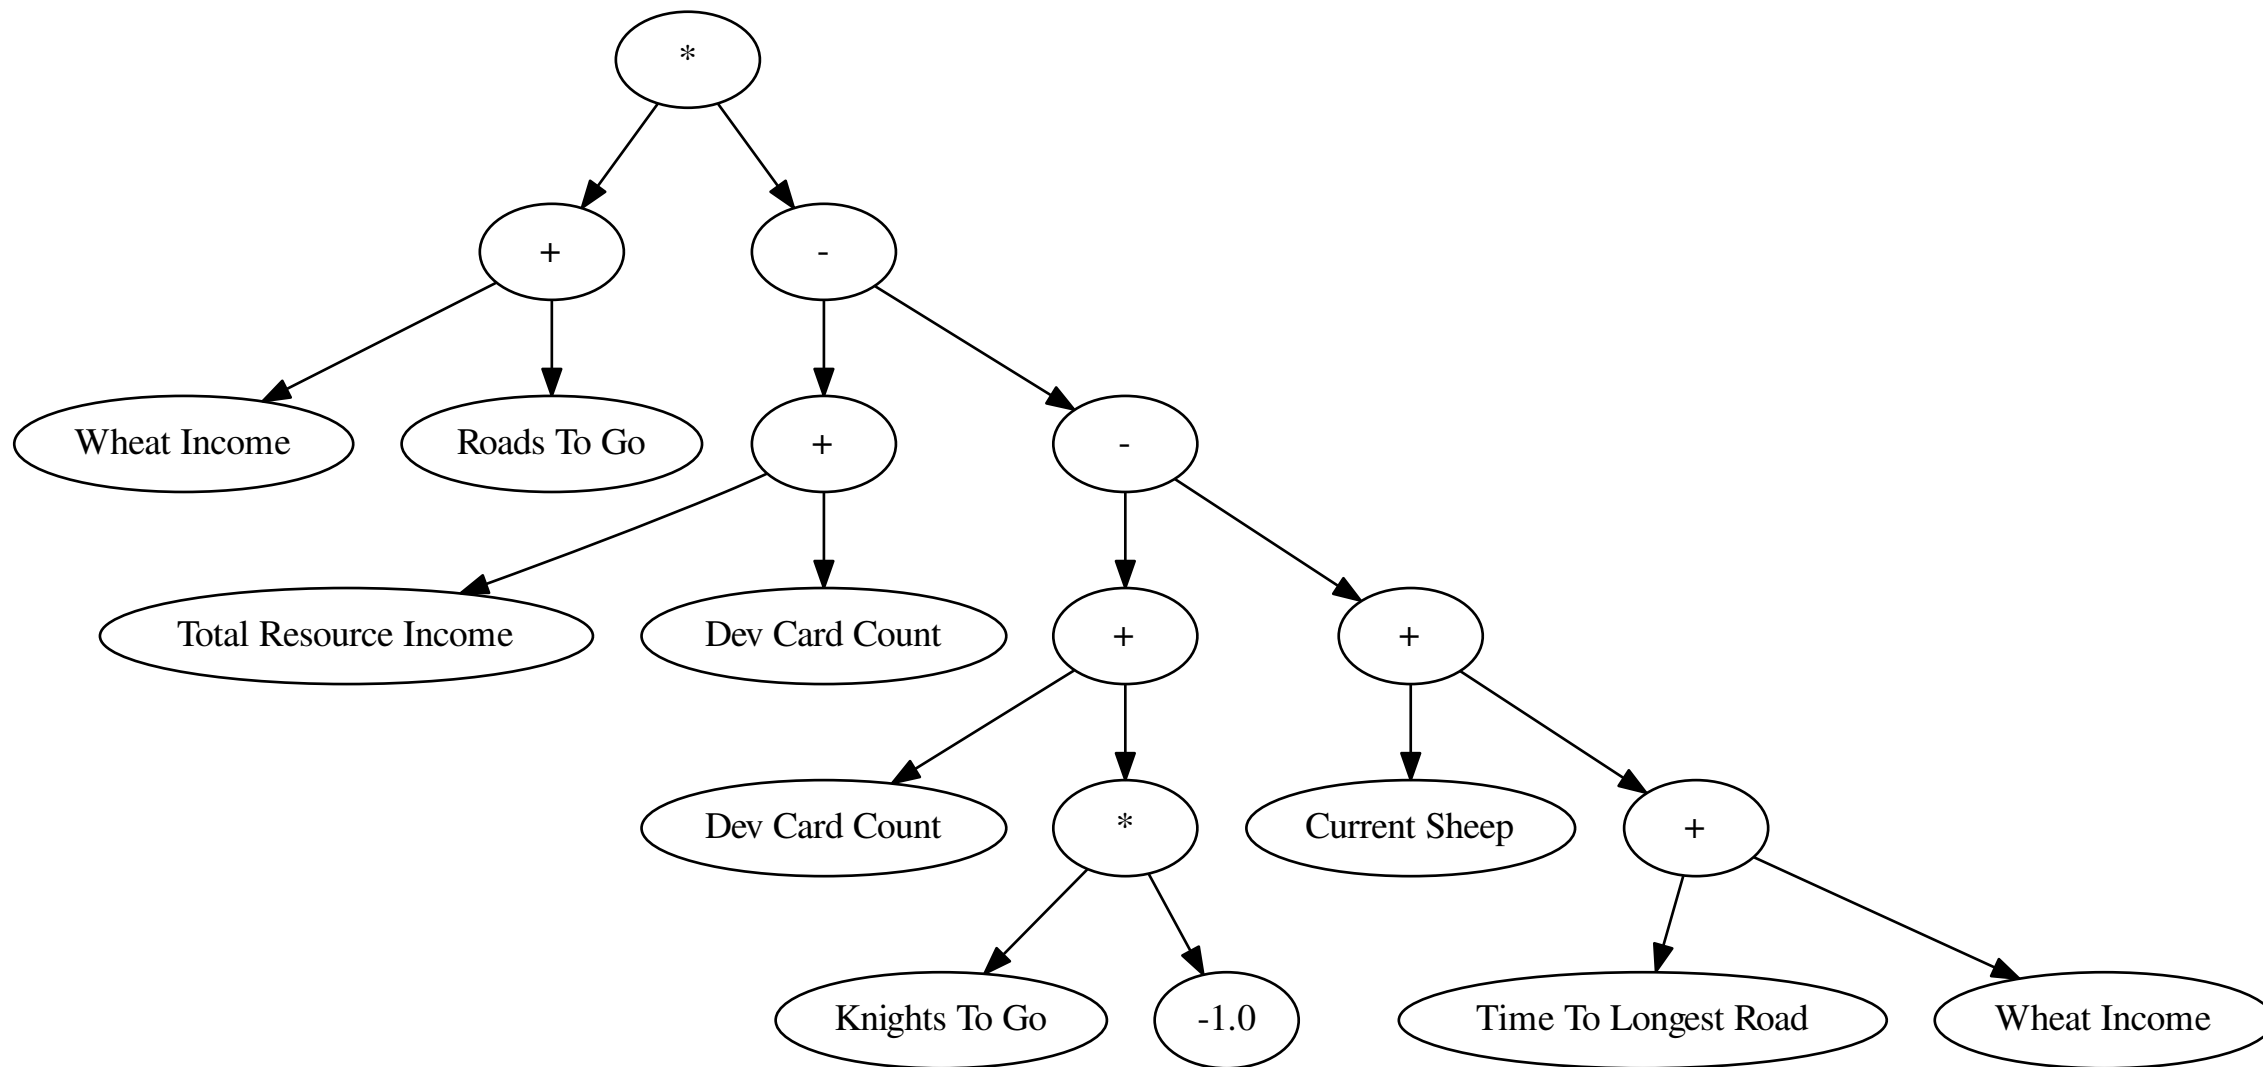 *
+
-
Wheat Income
Roads To Go
+
-
Total Resource Income
Dev Card Count
+
+
Dev Card Count
*
Current Sheep
+
Knights To Go
-1.0
Time To Longest Road
Wheat Income